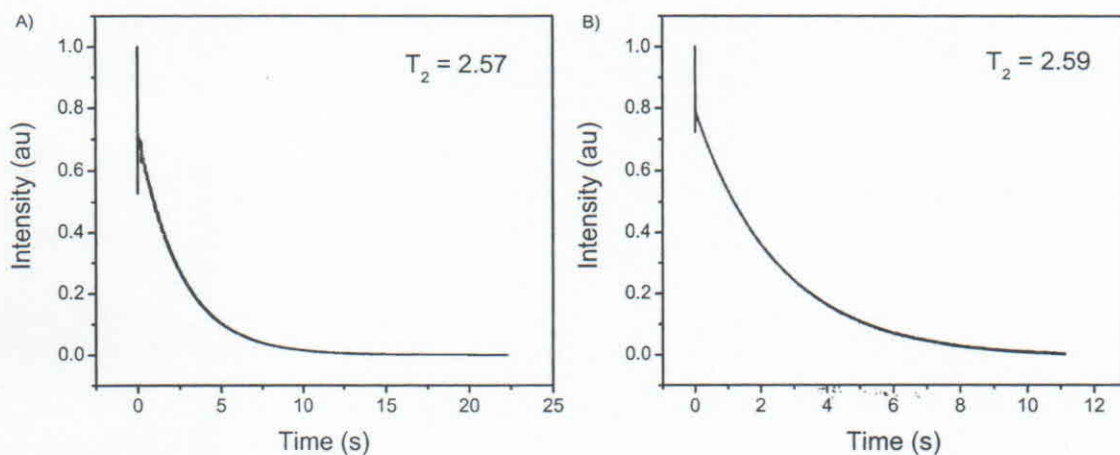 A)
T2 = 2.57
Intensity (au)
1.0
0.8
0.6
0.4
0.2
0.0
0 5 10 15 20 25
Time (s)
B)
T2 = 2.59
Intensity (au)
1.0
0.8
0.6
0.4
0.2
0.0
0 2 4 6 8 10 12
Time (s)